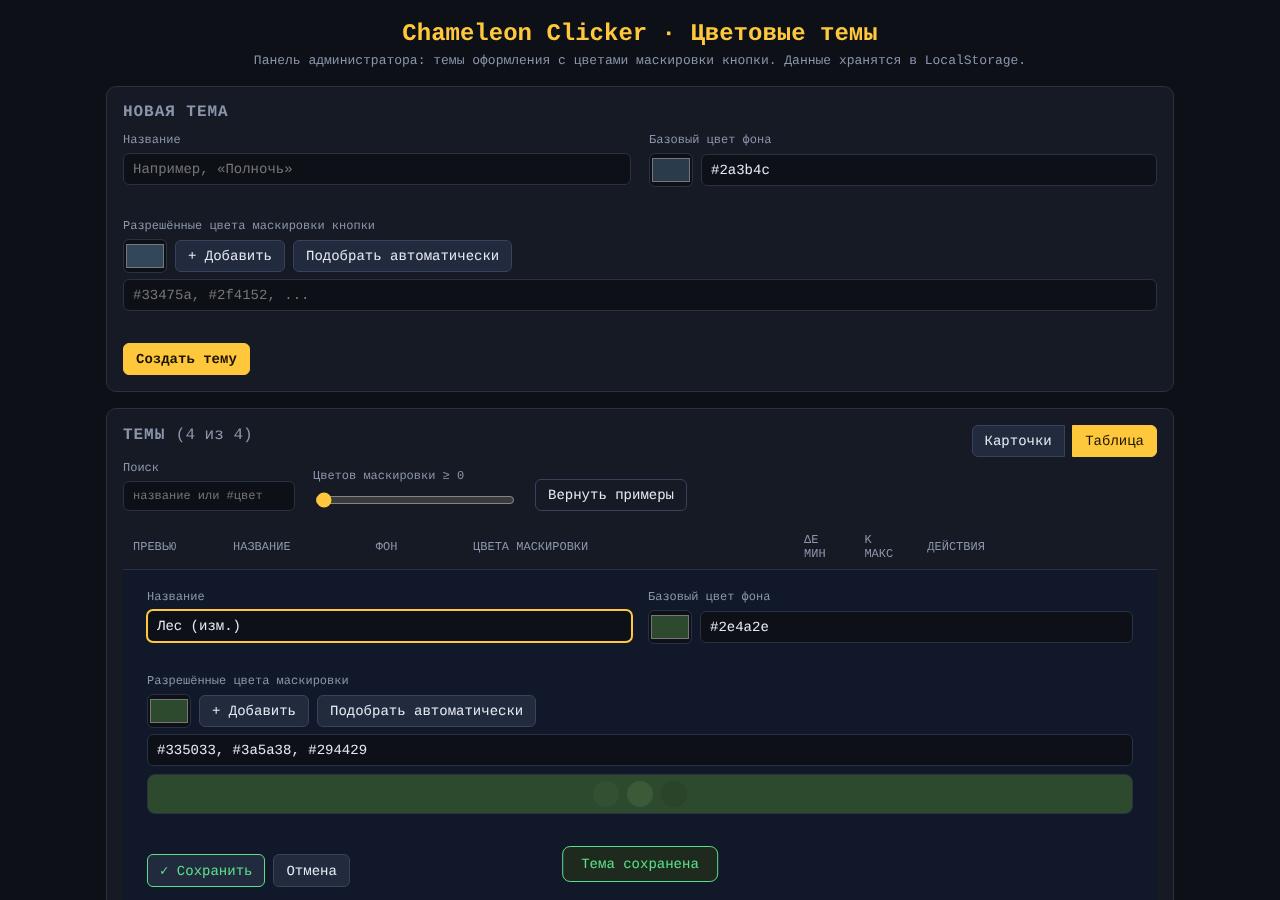 Chameleon Clicker · Цветовые темы
Панель администратора: темы оформления с цветами маскировки кнопки. Данные хранятся в LocalStorage.
НОВАЯ ТЕМА
Название
Базовый цвет фона
Например, «Полночь»
#2a3b4c
Разрешённые цвета маскировки кнопки
+ Добавить
Подобрать автоматически
#33475a, #2f4152, ...
Создать тему
ТЕМЫ (4 из 4)
Карточки
Таблица
Поиск
Цветов маскировки ≥ 0
название или #цвет
Вернуть примеры
ПРЕВЬЮ
НАЗВАНИЕ
ФОН
ЦВЕТА МАСКИРОВКИ
ΔE
МИН
K
МАКС
ДЕЙСТВИЯ
Название
Базовый цвет фона
Лес (изм.)
#2e4a2e
Разрешённые цвета маскировки
+ Добавить
Подобрать автоматически
#335033, #3a5a38, #294429
✓ Сохранить
Отмена
Тема сохранена